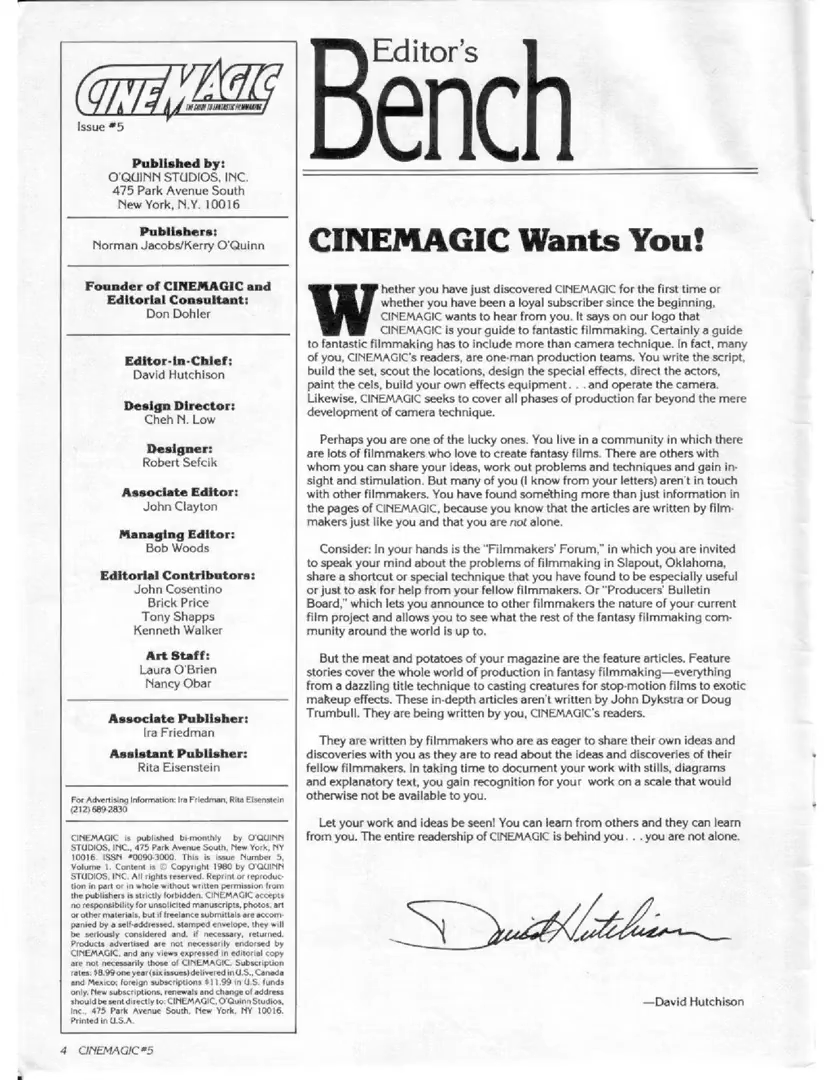 CINEMAGIC
THE GUIDE TO FANTASTIC FILMMAKING
Issue #5
Published by:
O'QUINN STUDIOS, INC.
475 Park Avenue South
New York, N.Y. 10016
Publishers:
Norman Jacobs/Kerry O'Quinn
Founder of CINEMAGIC and
Editorial Consultant:
Don Dohler
Editor-in-Chief:
David Hutchison
Design Director:
Cheh N. Low
Designer:
Robert Sefcik
Associate Editor:
John Clayton
Managing Editor:
Bob Woods
Editorial Contributors:
John Cosentino
Brick Price
Tony Shapps
Kenneth Walker
Art Staff:
Laura O'Brien
Nancy Obar
Associate Publisher:
Ira Friedman
Assistant Publisher:
Rita Eisenstein
For Advertising Information: Ira Friedman, Rita Eisenstein
(212) 689-2830
CINEMAGIC is published bi-monthly by O'QUINN
STUDIOS, INC., 475 Park Avenue South, New York, NY
10016. ISSN #0090-3000. This is issue Number 5,
Volume 1. Content is © Copyright 1980 by O'QUINN
STUDIOS, INC. All rights reserved. Reprint or reproduc-
tion in part or in whole without written permission from
the publishers is strictly forbidden. CINEMAGIC accepts
no responsibility for unsolicited manuscripts, photos, art
or other materials, but if freelance submittals are accom-
panied by a self-addressed, stamped envelope, they will
be seriously considered and, if necessary, returned.
Products advertised are not necessarily endorsed by
CINEMAGIC, and any views expressed in editorial copy
are not necessarily those of CINEMAGIC. Subscription
rates: $8.99 one year (six issues) delivered in U.S., Canada
and Mexico; foreign subscriptions $11.99 in U.S. funds
only. New subscriptions, renewals and change of address
should be sent directly to: CINEMAGIC, O'Quinn Studios,
Inc., 475 Park Avenue South, New York, NY 10016.
Printed in U.S.A.
Editor's
Bench
CINEMAGIC Wants You!
Whether you have just discovered CINEMAGIC for the first time or
whether you have been a loyal subscriber since the beginning,
CINEMAGIC wants to hear from you. It says on our logo that
CINEMAGIC is your guide to fantastic filmmaking. Certainly a guide
to fantastic filmmaking has to include more than camera technique. In fact, many
of you, CINEMAGIC's readers, are one-man production teams. You write the script,
build the set, scout the locations, design the special effects, direct the actors,
paint the cels, build your own effects equipment. . .and operate the camera.
Likewise, CINEMAGIC seeks to cover all phases of production far beyond the mere
development of camera technique.
Perhaps you are one of the lucky ones. You live in a community in which there
are lots of filmmakers who love to create fantasy films. There are others with
whom you can share your ideas, work out problems and techniques and gain in-
sight and stimulation. But many of you (I know from your letters) aren't in touch
with other filmmakers. You have found something more than just information in
the pages of CINEMAGIC, because you know that the articles are written by film-
makers just like you and that you are not alone.
Consider: In your hands is the "Filmmakers' Forum," in which you are invited
to speak your mind about the problems of filmmaking in Slapout, Oklahoma,
share a shortcut or special technique that you have found to be especially useful
or just to ask for help from your fellow filmmakers. Or "Producers' Bulletin
Board," which lets you announce to other filmmakers the nature of your current
film project and allows you to see what the rest of the fantasy filmmaking com-
munity around the world is up to.
But the meat and potatoes of your magazine are the feature articles. Feature
stories cover the whole world of production in fantasy filmmaking—everything
from a dazzling title technique to casting creatures for stop-motion films to exotic
makeup effects. These in-depth articles aren't written by John Dykstra or Doug
Trumbull. They are being written by you, CINEMAGIC's readers.
They are written by filmmakers who are as eager to share their own ideas and
discoveries with you as they are to read about the ideas and discoveries of their
fellow filmmakers. In taking time to document your work with stills, diagrams
and explanatory text, you gain recognition for your work on a scale that would
otherwise not be available to you.
Let your work and ideas be seen! You can learn from others and they can learn
from you. The entire readership of CINEMAGIC is behind you. . .you are not alone.
David Hutchison
—David Hutchison
4 CINEMAGIC #5